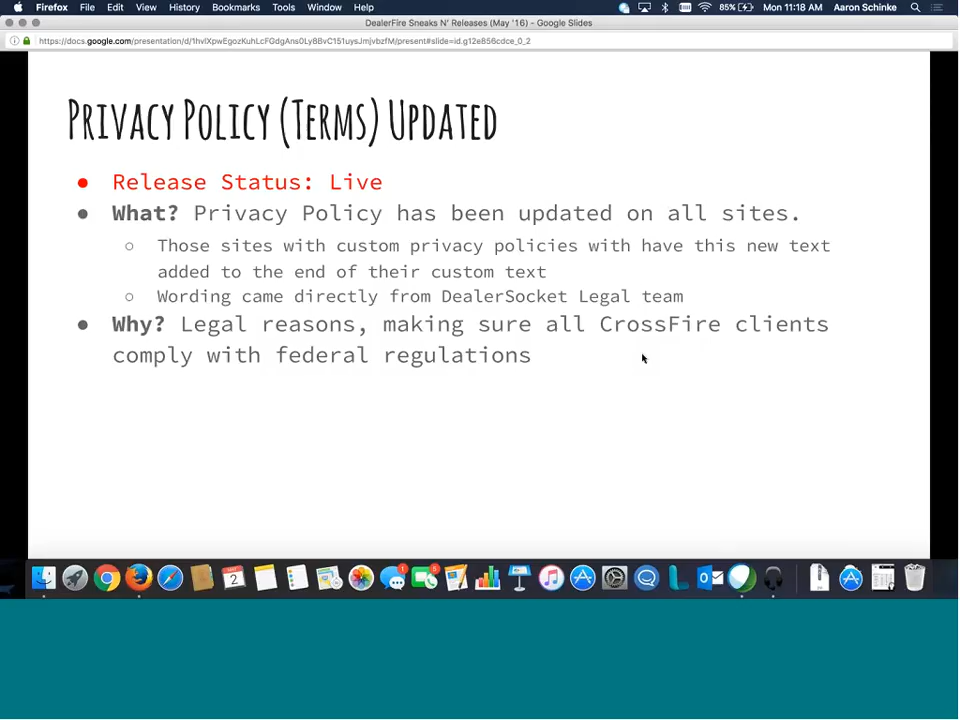 Firefox File Edit View History Bookmarks Tools Window Help 85% Mon 11:18 AM Aaron Schinke
DealerFire Sneaks N' Releases (May '16) - Google Slides
Privacy Policy (Terms) Updated
● Release Status: Live
● What? Privacy Policy has been updated on all sites.
○ Those sites with custom privacy policies with have this new text
added to the end of their custom text
○ Wording came directly from DealerSocket Legal team
● Why? Legal reasons, making sure all CrossFire clients
comply with federal regulations
2
1
5